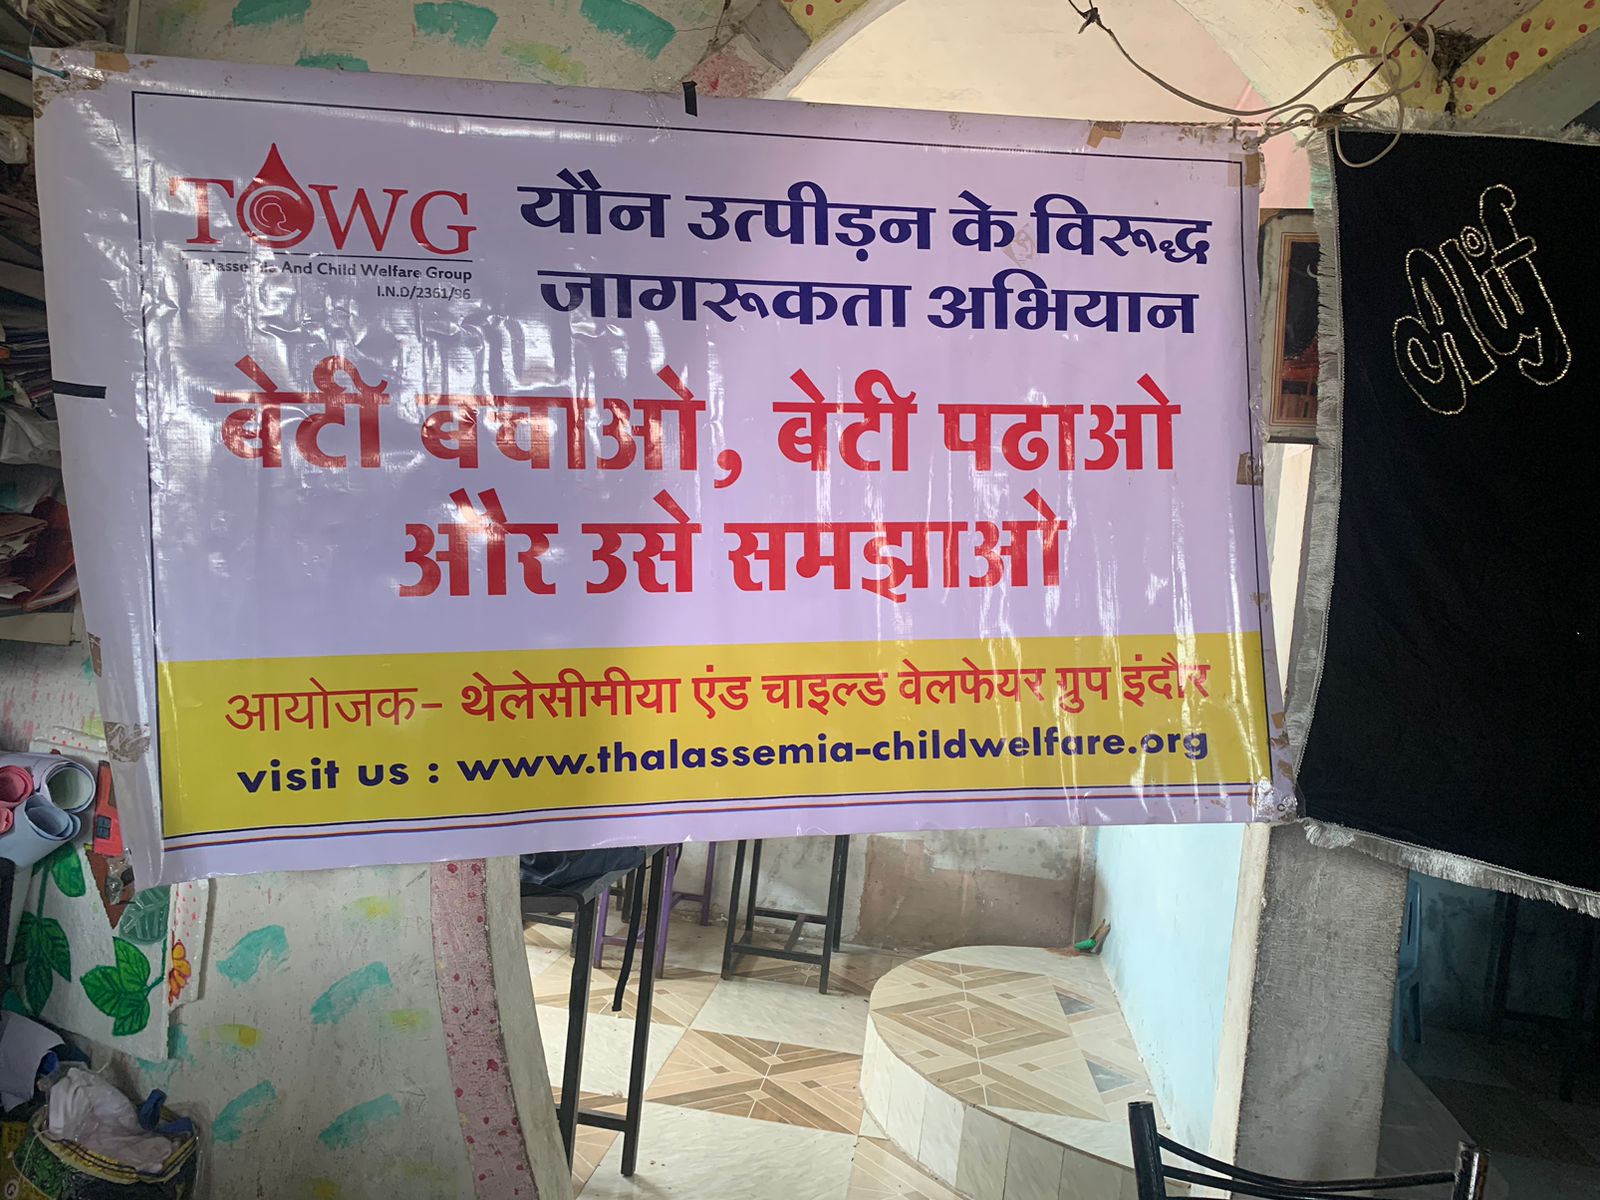 TCWG
Thalassemia And Child Welfare Group
I.N.D/2361/96
यौन उत्पीड़न के विरूद्ध
जागरूकता अभियान
बेटी बचाओ, बेटी पढाओ
और उसे समझाओ
आयोजक- थेलेसीमीया एंड चाइल्ड वेलफेयर ग्रुप इंदौर
visit us : www.thalassemia-childwelfare.org